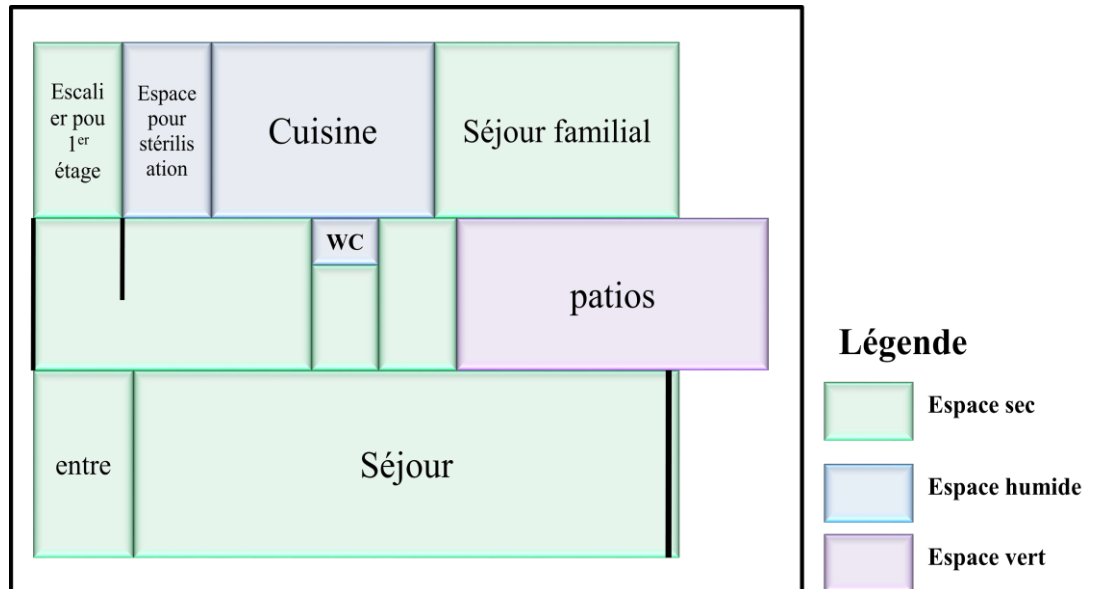 Escali
er pou
1er
étage
Espace
pour
stérilis
ation
Cuisine
Séjour familial
WC
patios
entre
Séjour
Légende
Espace sec
Espace humide
Espace vert